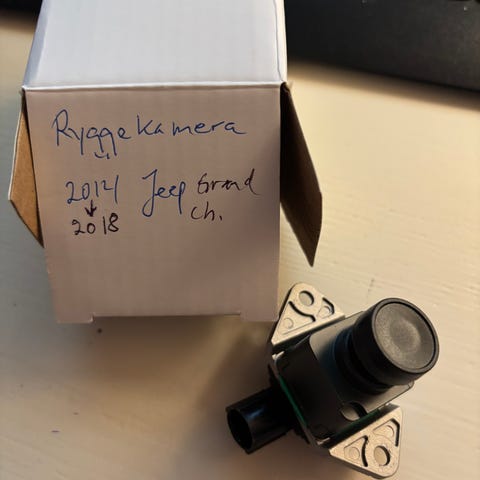 Ryggekamera
2014 Jeep Grand
↓
2018 ch.